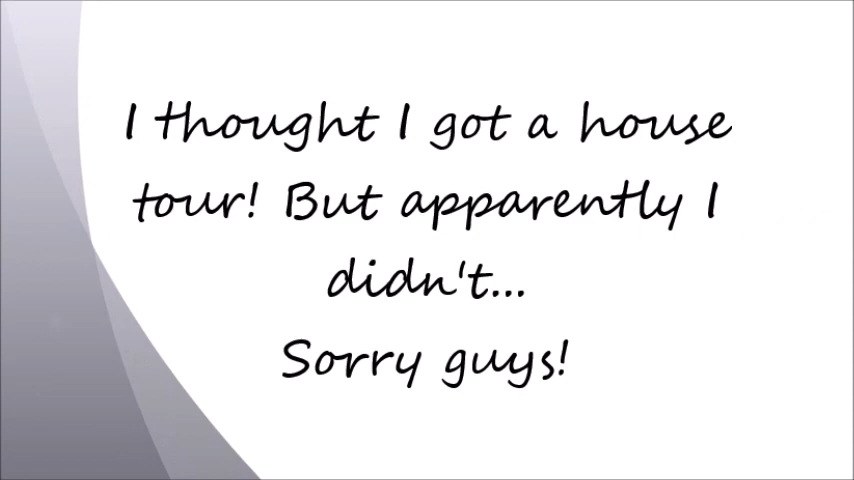 I thought I got a house
tour! But apparently I
didn't...
Sorry guys!